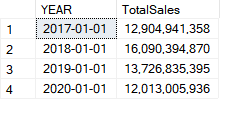 YEAR TotalSales
1 2017-01-01 12,904,941,358
2 2018-01-01 16,090,394,870
3 2019-01-01 13,726,835,395
4 2020-01-01 12,013,005,936